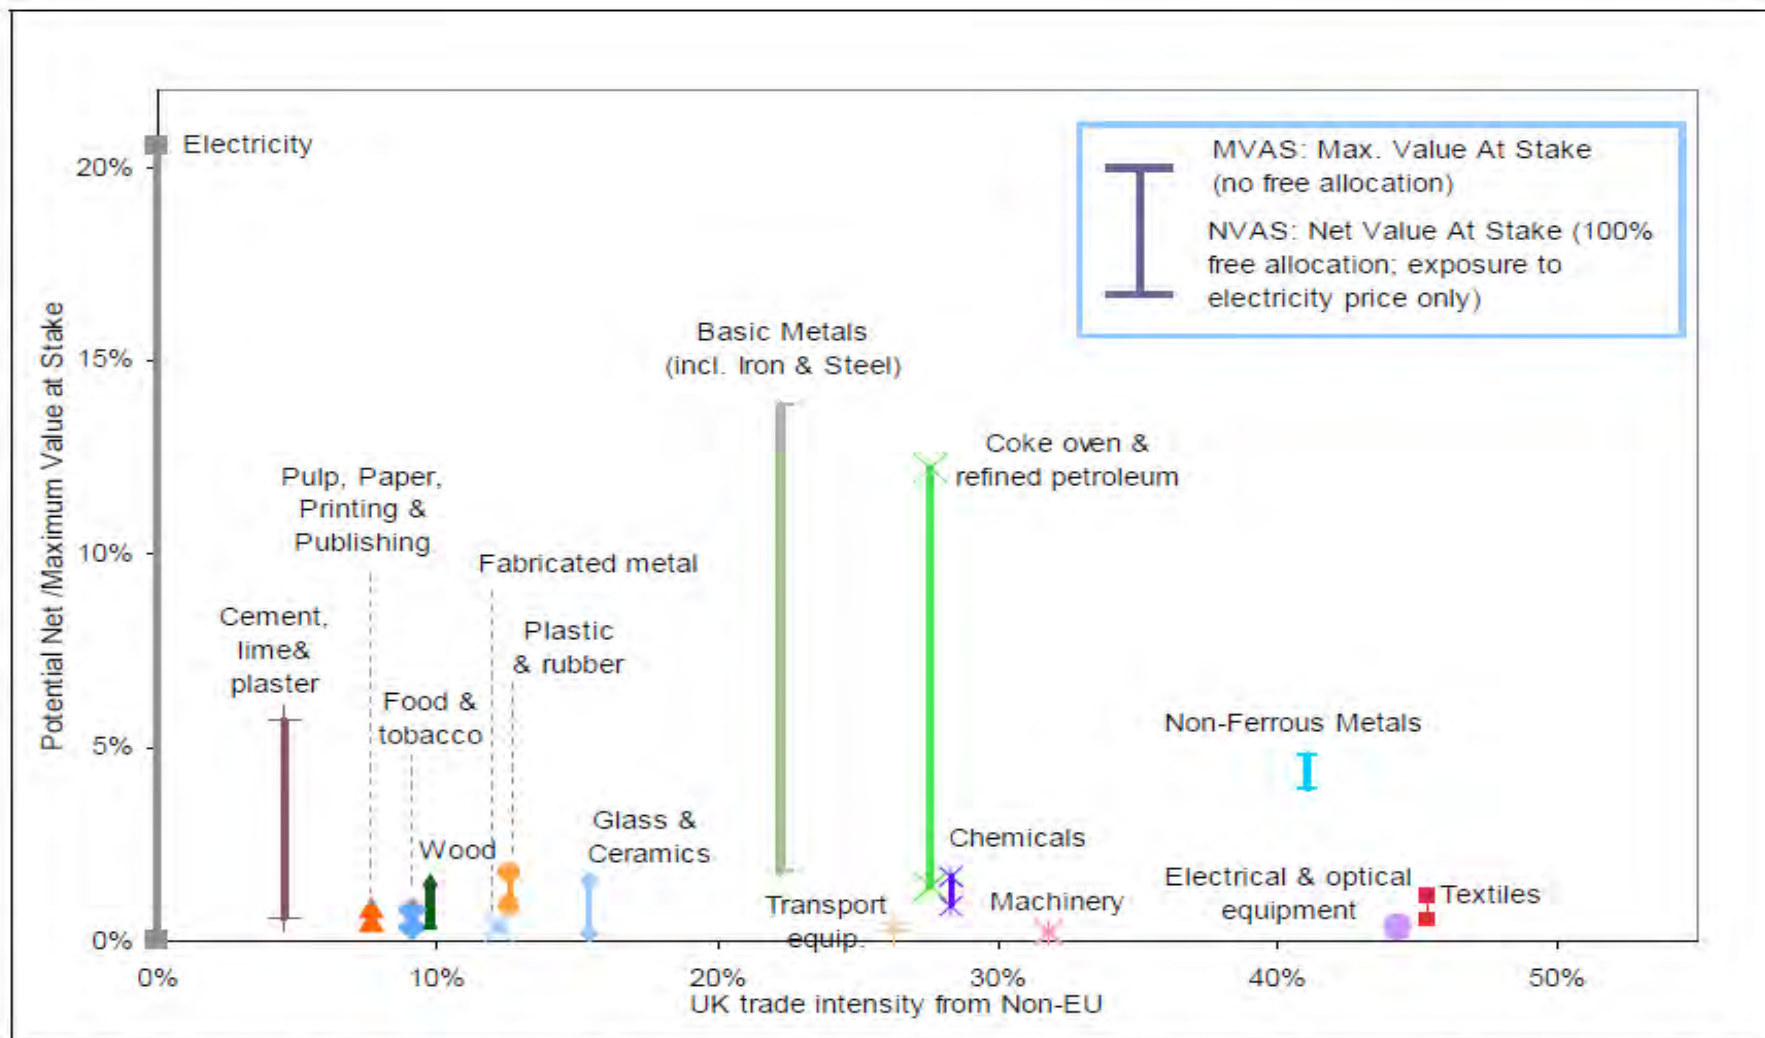 Electricity
20%
15%
10%
5%
0%
Potential Net /Maximum Value at Stake
MVAS: Max. Value At Stake
(no free allocation)
NVAS: Net Value At Stake (100%
free allocation; exposure to
electricity price only)
Basic Metals
(incl. Iron & Steel)
Coke oven &
refined petroleum
Pulp, Paper,
Printing &
Publishing
Fabricated metal
Cement,
lime&
plaster
Plastic
& rubber
Food &
tobacco
Non-Ferrous Metals
Wood
Glass &
Ceramics
Chemicals
Transport
equip.
Machinery
Electrical & optical
equipment
Textiles
0%
10%
20%
30%
40%
50%
UK trade intensity from Non-EU